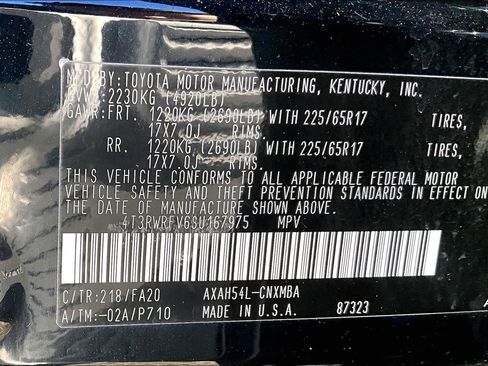 MFD.BY:TOYOTA MOTOR MANUFACTURING, KENTUCKY, INC.
GVWR:2230KG (4920LB)
GAWR:FRT. 1220KG (2690LB) WITH 225/65R17 TIRES,
17X7.0J RIMS.
RR. 1220KG (2690LB) WITH 225/65R17 TIRES,
17X7.0J RIMS.
THIS VEHICLE CONFORMS TO ALL APPLICABLE FEDERAL MOTOR
VEHICLE SAFETY AND THEFT PREVENTION STANDARDS IN EFFECT ON
THE DATE OF MANUFACTURE SHOWN ABOVE.
4T3RWRFV6SU167975 MPV
C/TR:218/FA20 AXAH54L-CNXMBA
A/TM:-02A/P710 MADE IN U.S.A. 87323